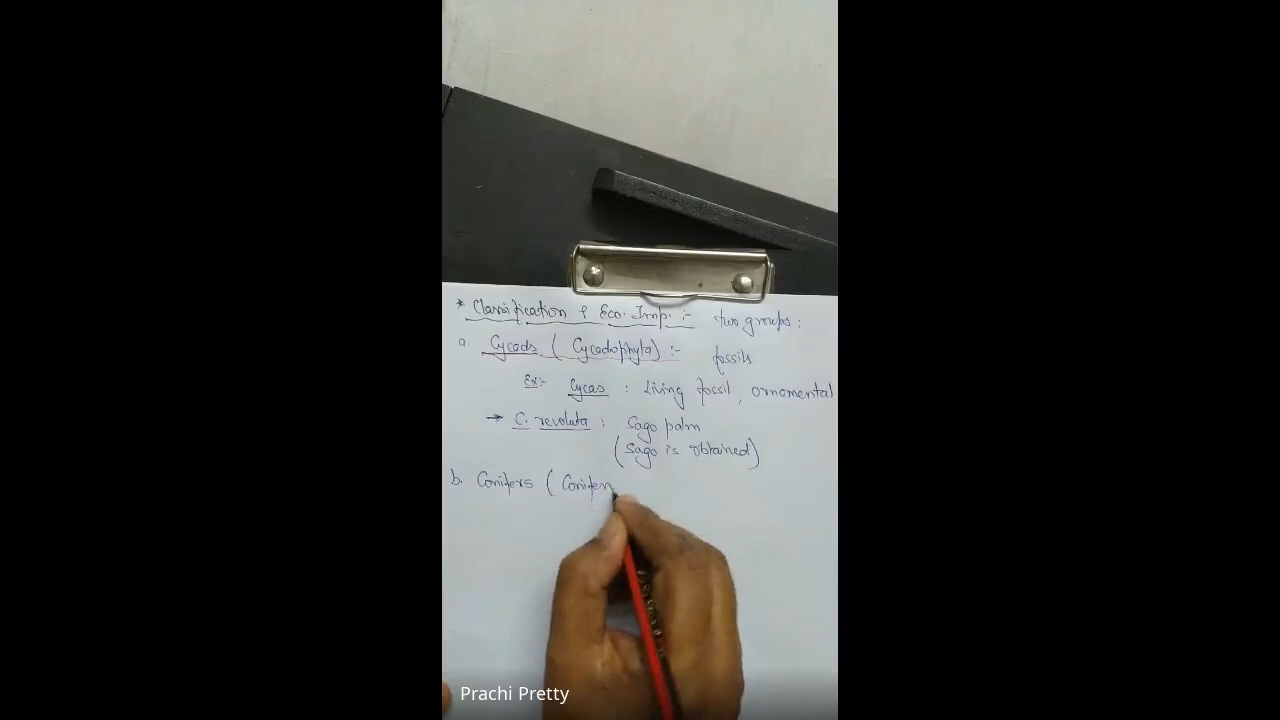 * Classification & Eco. Imp. :- two groups :
a. Cycads ( Cycadophyta) :- fossils
Ex:- Cycas : Living fossil, ornomental
→ C. revoluta : Sago palm
(Sago is obtained)
b. Conifers ( Conifer
Prachi Pretty